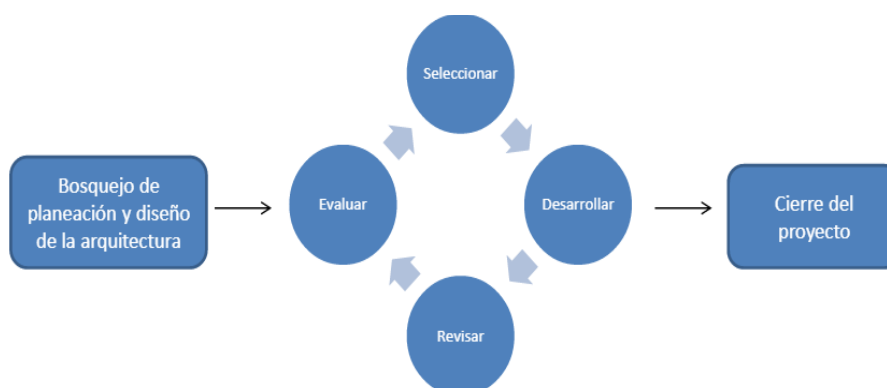 Seleccionar
Bosquejo de
planeación y diseño
de la arquitectura
Evaluar
Desarrollar
Cierre del
proyecto
Revisar